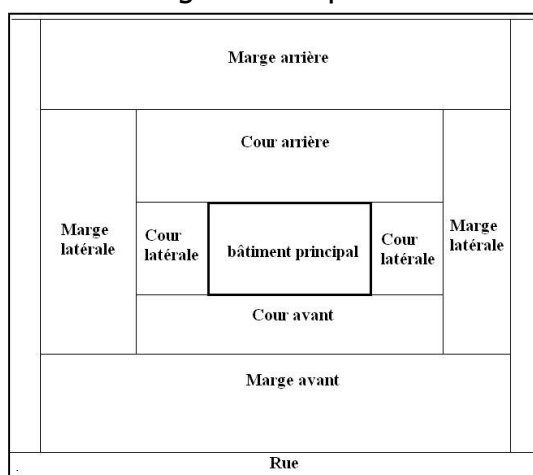 Marge arrière
Cour arrière
Marge
latérale
Cour
latérale
bâtiment principal
Cour
latérale
Marge
latérale
Cour avant
Marge avant
Rue